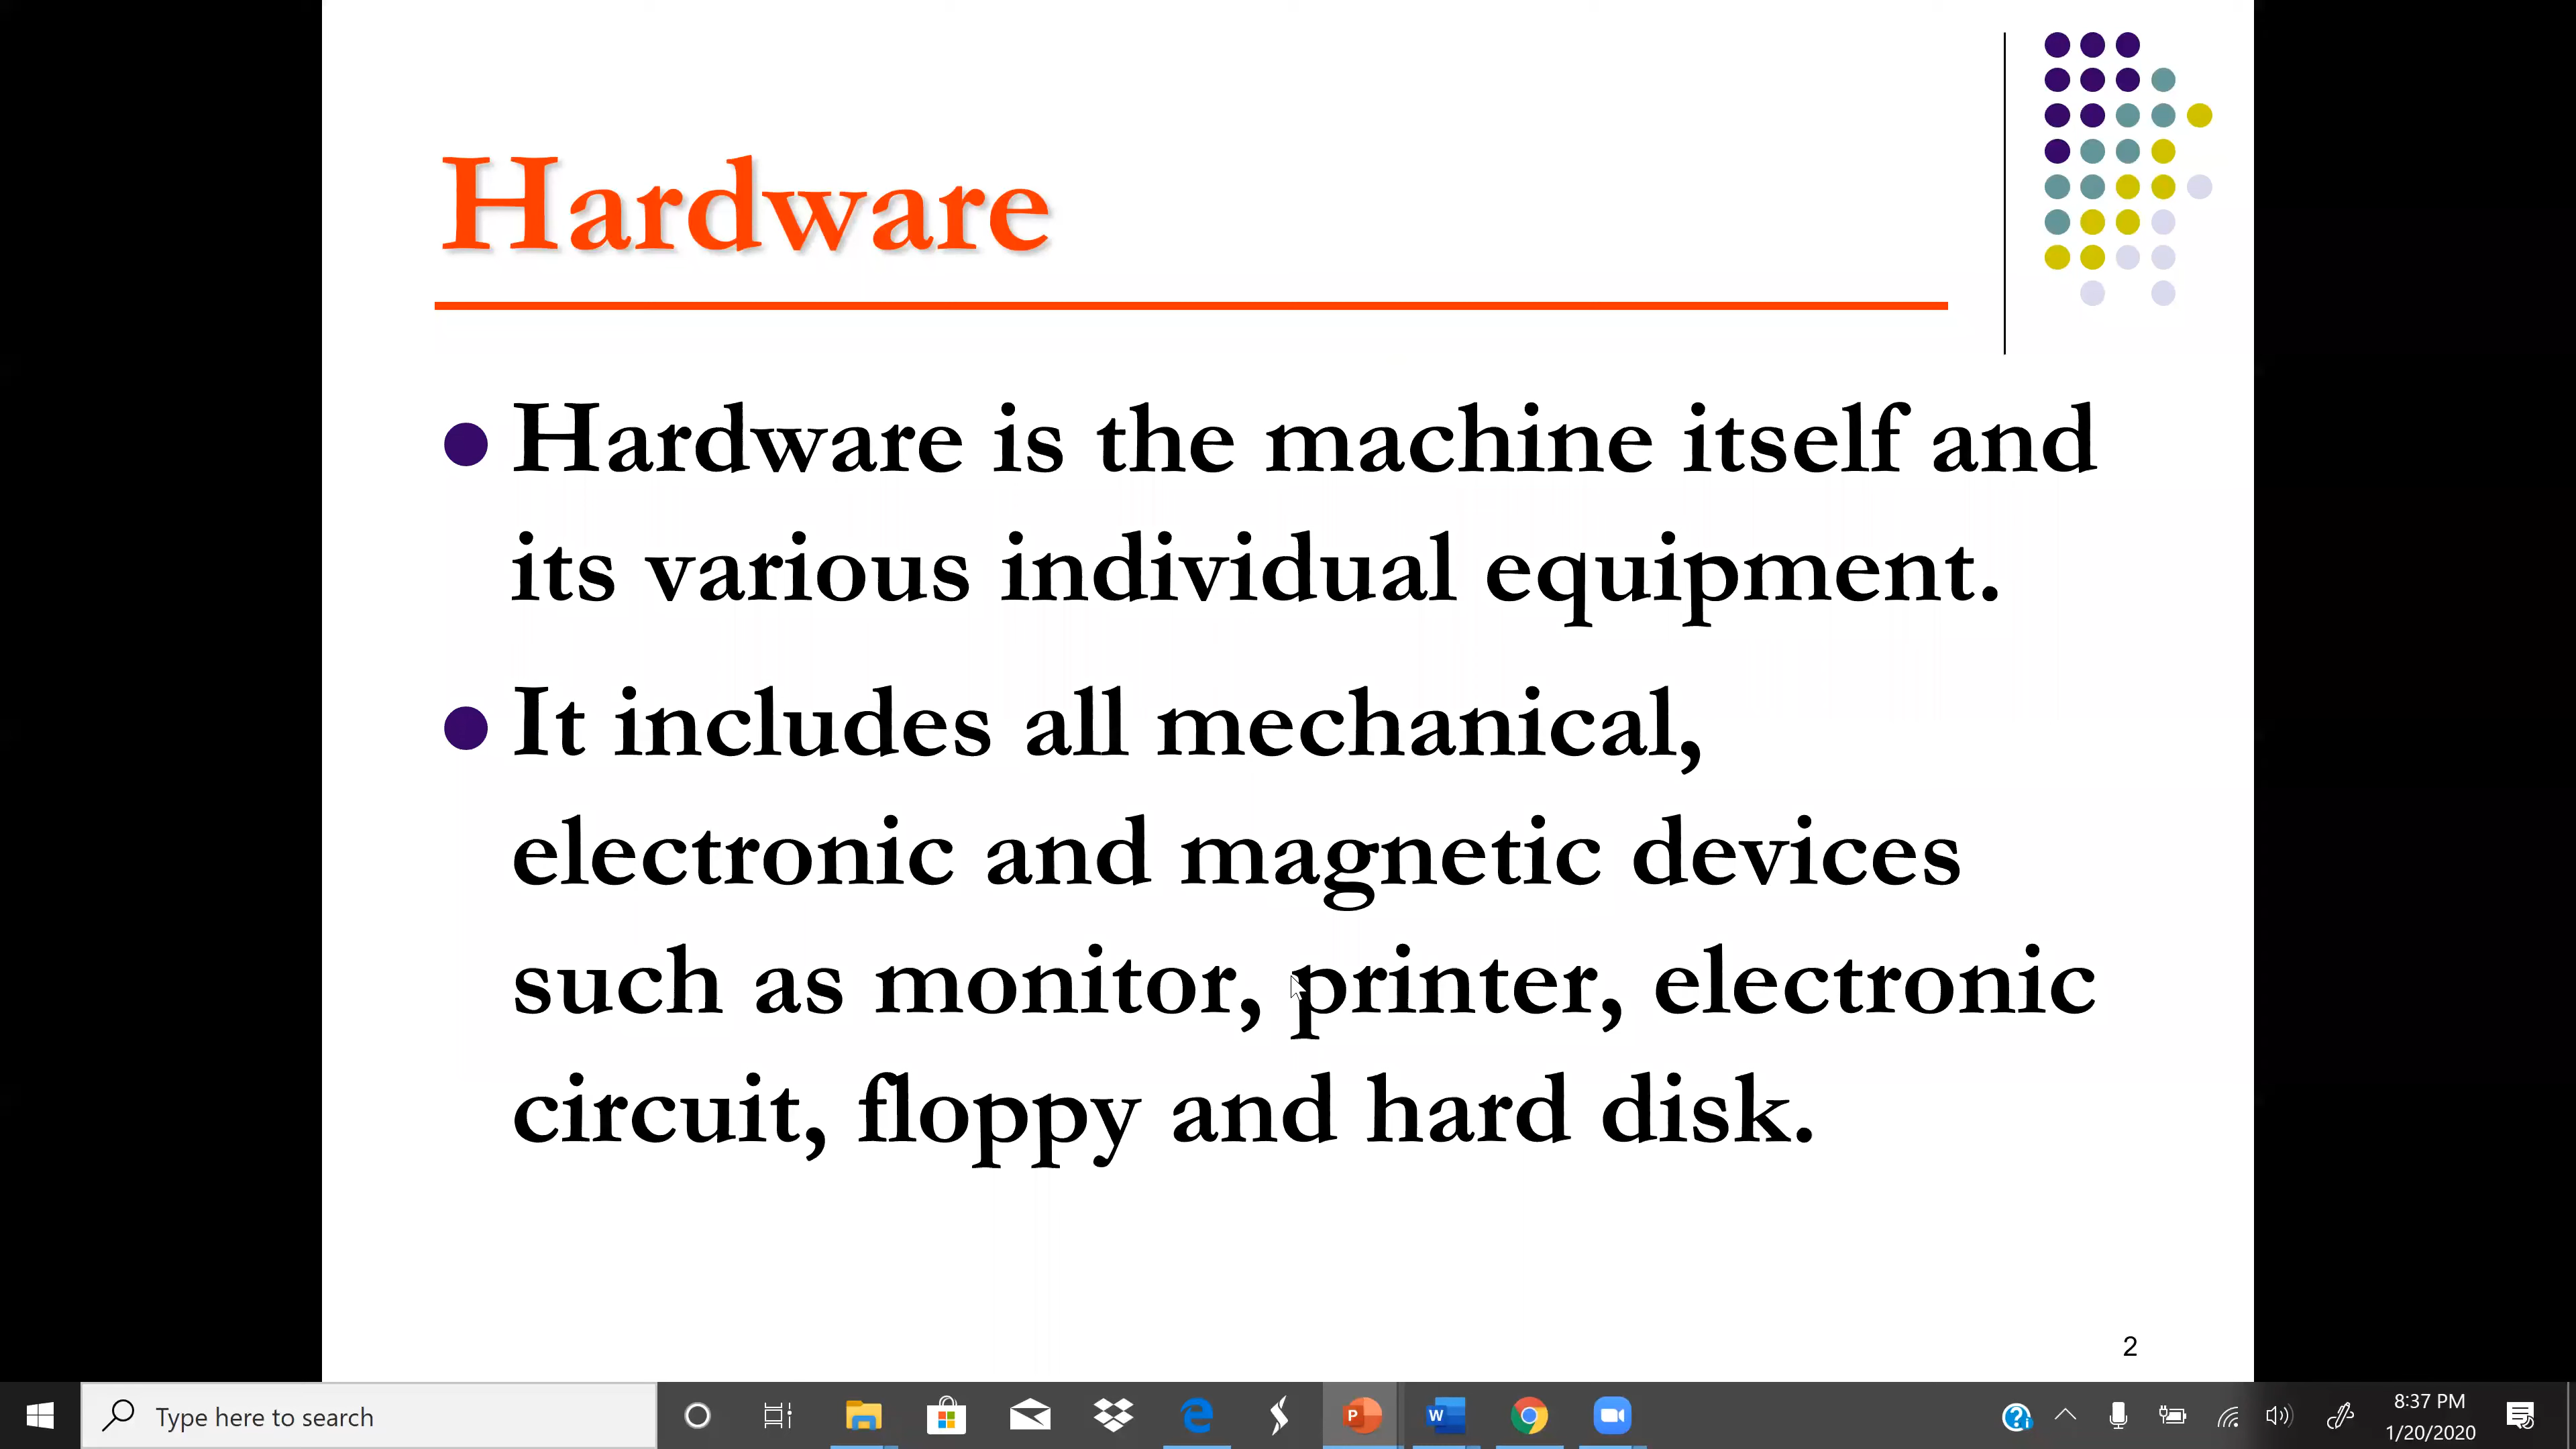 Hardware
● Hardware is the machine itself and
its various individual equipment.
● It includes all mechanical,
electronic and magnetic devices
such as monitor, printer, electronic
circuit, floppy and hard disk.
2
Type here to search
8:37 PM
1/20/2020